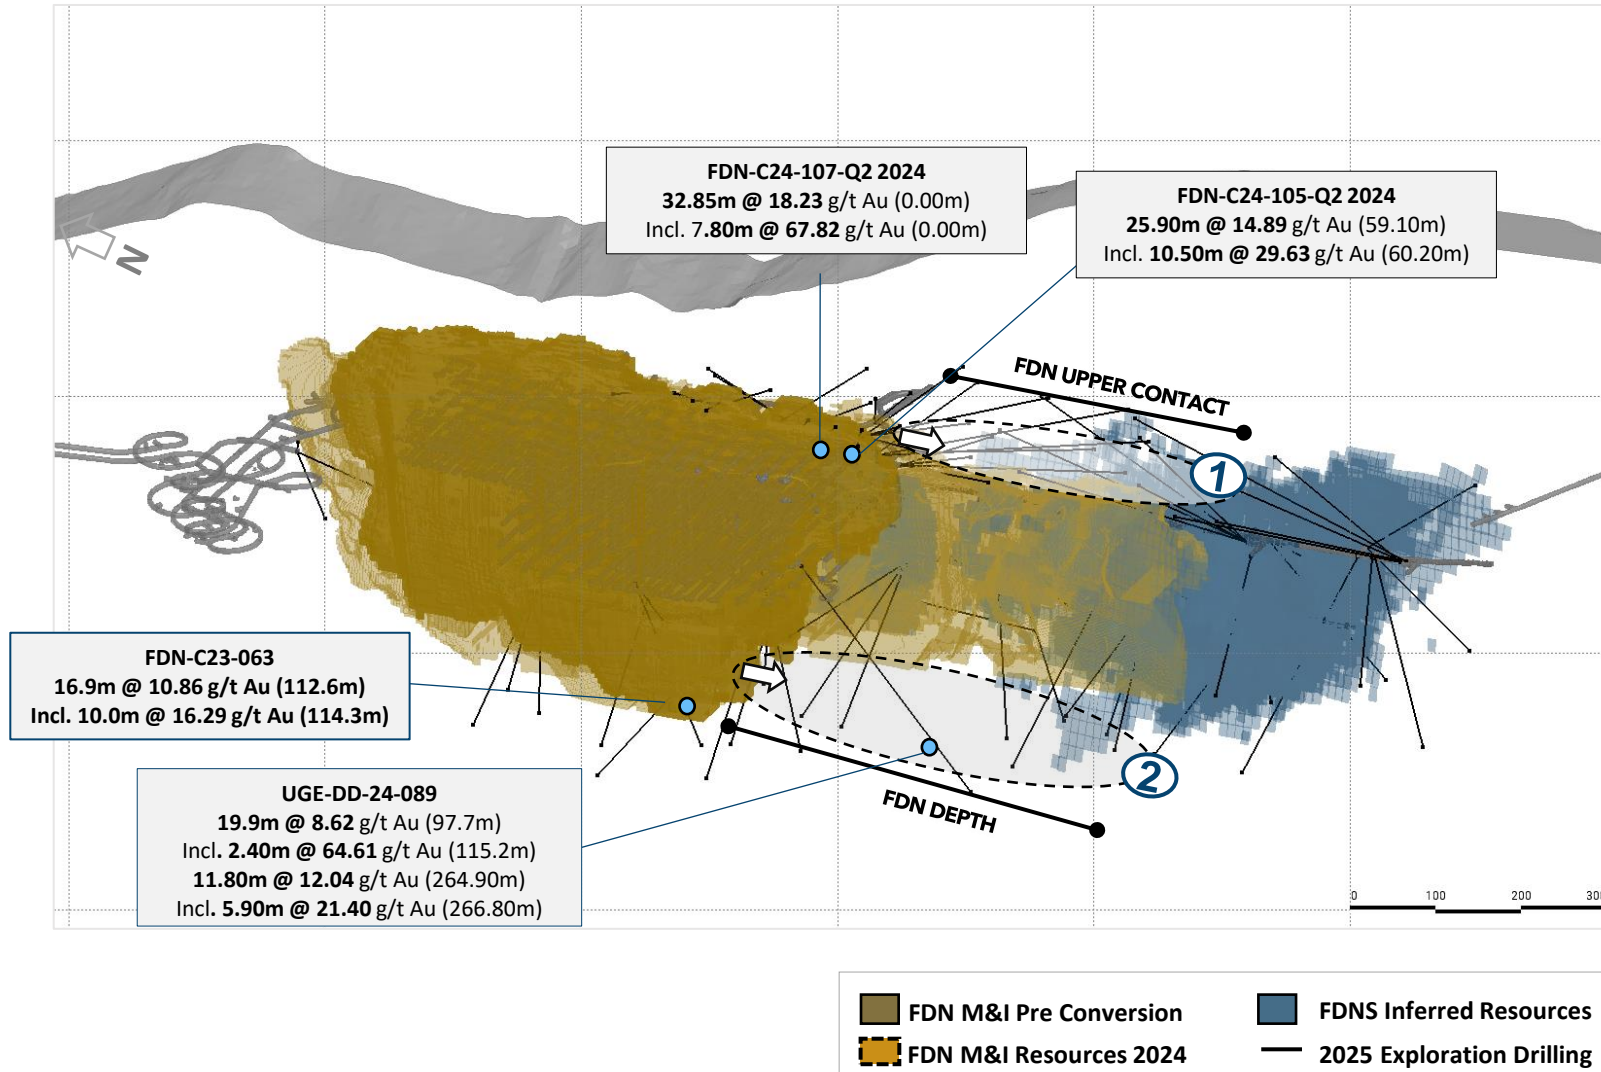 FDN-C24-107-Q2 2024
32.85m @ 18.23 g/t Au (0.00m)
Incl. 7.80m @ 67.82 g/t Au (0.00m)
FDN-C24-105-Q2 2024
25.90m @ 14.89 g/t Au (59.10m)
Incl. 10.50m @ 29.63 g/t Au (60.20m)
N
FDN UPPER CONTACT
1
FDN-C23-063
16.9m @ 10.86 g/t Au (112.6m)
Incl. 10.0m @ 16.29 g/t Au (114.3m)
2
FDN DEPTH
UGE-DD-24-089
19.9m @ 8.62 g/t Au (97.7m)
Incl. 2.40m @ 64.61 g/t Au (115.2m)
11.80m @ 12.04 g/t Au (264.90m)
Incl. 5.90m @ 21.40 g/t Au (266.80m)
0 100 200
FDN M&I Pre Conversion
FDNS Inferred Resources
FDN M&I Resources 2024
2025 Exploration Drilling